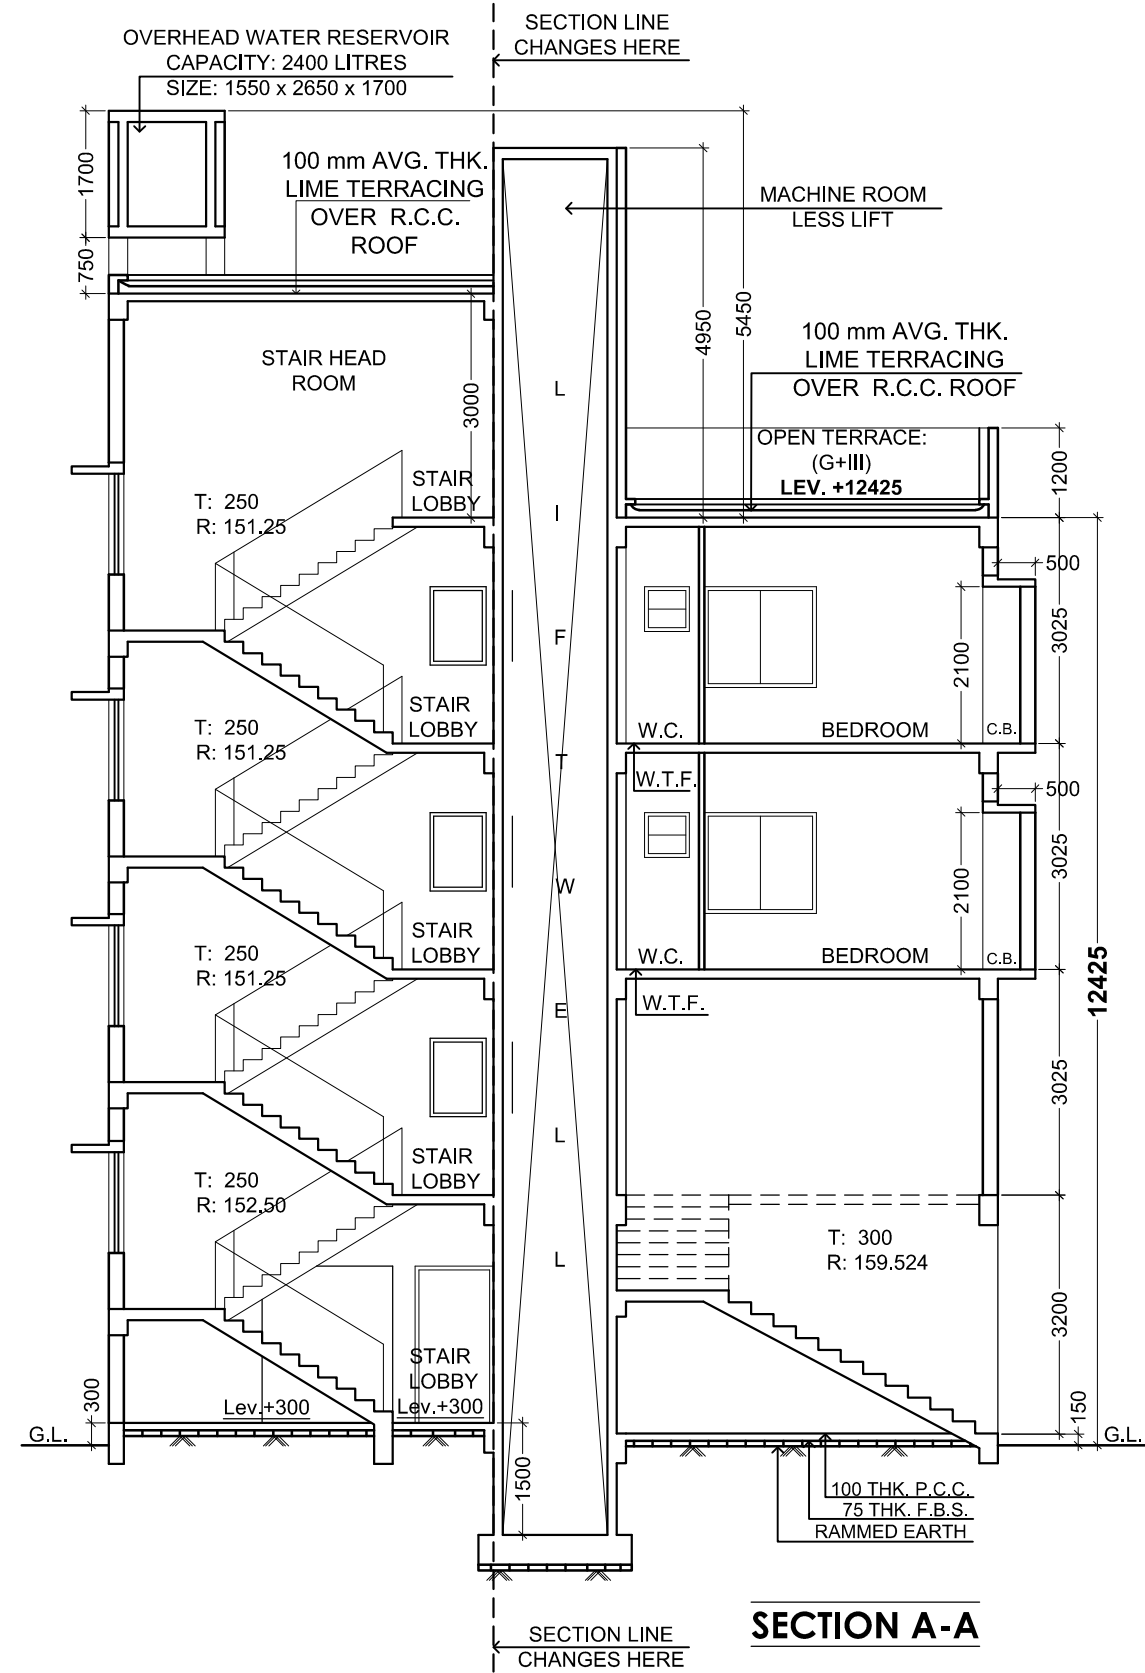 SECTION LINE
CHANGES HERE
OVERHEAD WATER RESERVOIR
CAPACITY: 2400 LITRES
SIZE: 1550 x 2650 x 1700
1700
750
100 mm AVG. THK.
LIME TERRACING
OVER R.C.C.
ROOF
MACHINE ROOM
LESS LIFT
4950
5450
100 mm AVG. THK.
LIME TERRACING
OVER R.C.C. ROOF
STAIR HEAD
ROOM
3000
OPEN TERRACE:
(G+III)
LEV. +12425
1200
STAIR
LOBBY
T: 250
R: 151.25
500
3025
2100
STAIR
LOBBY
W.C.
BEDROOM
C.B.
W.T.F.
T: 250
R: 151.25
500
3025
2100
STAIR
LOBBY
W.C.
BEDROOM
C.B.
W.T.F.
T: 250
R: 151.25
12425
3025
STAIR
LOBBY
T: 250
R: 152.50
L
I
F
T
W
E
L
L
T: 300
R: 159.524
3200
STAIR
LOBBY
Lev.+300
Lev.+300
300
G.L.
150
G.L.
1500
100 THK. P.C.C.
75 THK. F.B.S.
RAMMED EARTH
SECTION A-A
SECTION LINE
CHANGES HERE